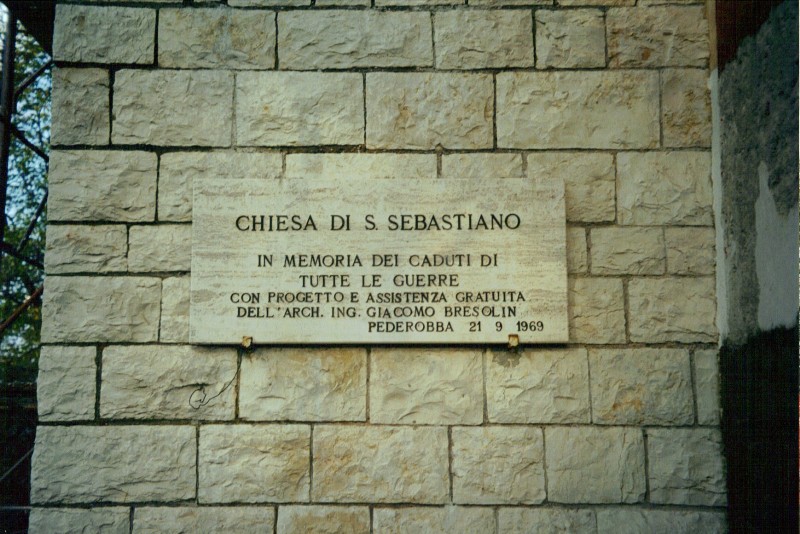 CHIESA DI S. SEBASTIANO
IN MEMORIA DEI CADUTI DI
TUTTE LE GUERRE
CON PROGETTO E ASSISTENZA GRATUITA
DELL'ARCH. ING. GIACOMO BRESOLIN
PEDEROBBA 21 9 1969